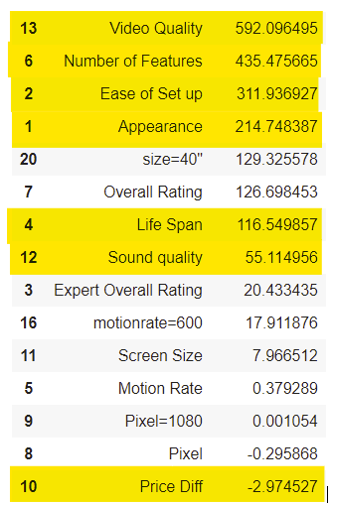 13 Video Quality 592.096495
6 Number of Features 435.475665
2 Ease of Set up 311.936927
1 Appearance 214.748387
20 size=40" 129.325578
7 Overall Rating 126.698453
4 Life Span 116.549857
12 Sound quality 55.114956
3 Expert Overall Rating 20.433435
16 motionrate=600 17.911876
11 Screen Size 7.966512
5 Motion Rate 0.379289
9 Pixel=1080 0.001054
8 Pixel -0.295868
10 Price Diff -2.974527